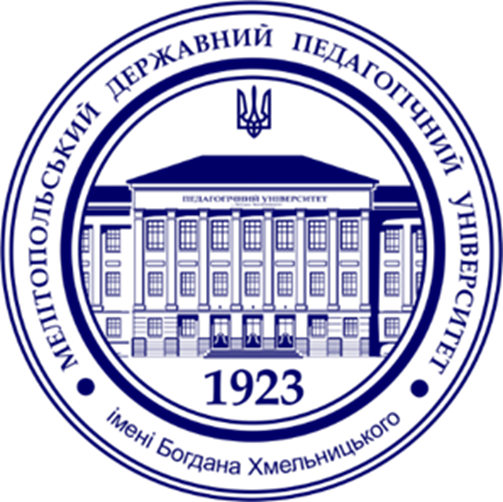 МЕЛІТОПОЛЬСЬКИЙ ДЕРЖАВНИЙ ПЕДАГОГІЧНИЙ УНІВЕРСИТЕТ
ПЕДАГОГІЧНИЙ УНІВЕРСИТЕТ
1923
імені Богдана Хмельницького